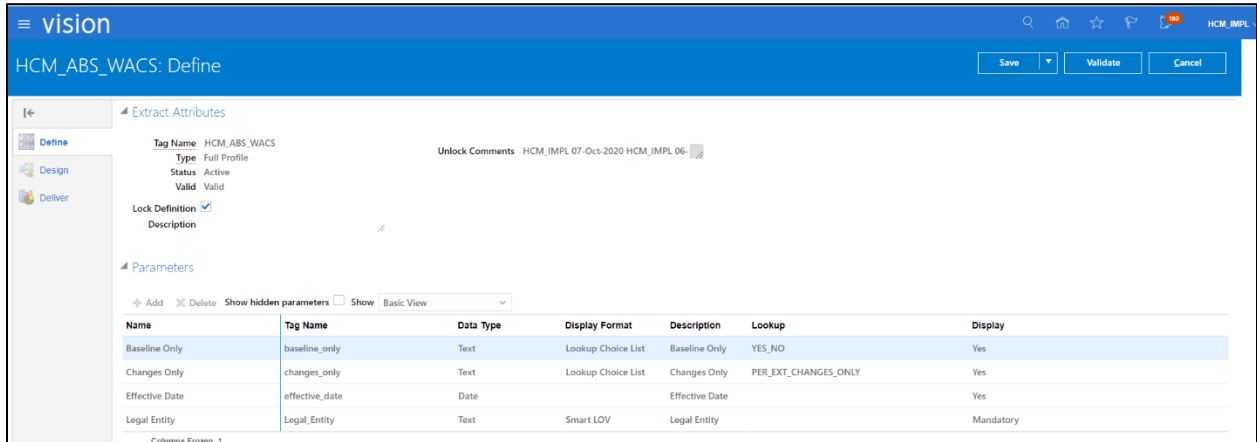 vision
180
HCM_IMPL
HCM_ABS_WACS: Define
Save
Validate
Cancel
Define
Design
Deliver
Extract Attributes
Tag Name HCM_ABS_WACS
Type Full Profile
Status Active
Valid Valid
Lock Definition
Description
Unlock Comments HCM_IMPL 07-Oct-2020 HCM_IMPL 06-
Parameters
Add Delete Show hidden parameters Show Basic View
Name Tag Name Data Type Display Format Description Lookup Display
Baseline Only baseline_only Text Lookup Choice List Baseline Only YES_NO Yes
Changes Only changes_only Text Lookup Choice List Changes Only PER_EXT_CHANGES_ONLY Yes
Effective Date effective_date Date Effective Date Yes
Legal Entity Legal_Entity Text Smart LOV Legal Entity Mandatory
Columns Frozen 1